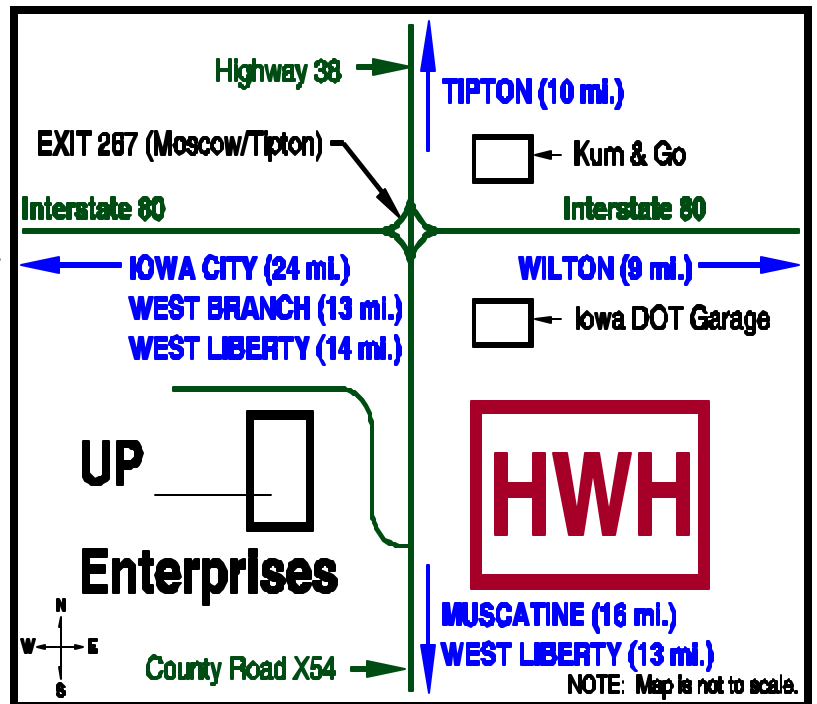 Highway 38
TIPTON (10 mi.)
EXIT 267 (Moscow/Tipton)
Kum & Go
Interstate 80
Interstate 80
IOWA CITY (24 mi.)
WILTON (9 mi.)
WEST BRANCH (13 mi.)
WEST LIBERTY (14 mi.)
Iowa DOT Garage
UP
Enterprises
HWH
N
W E
S
MUSCATINE (16 mi.)
WEST LIBERTY (13 mi.)
County Road X54
NOTE: Map is not to scale.